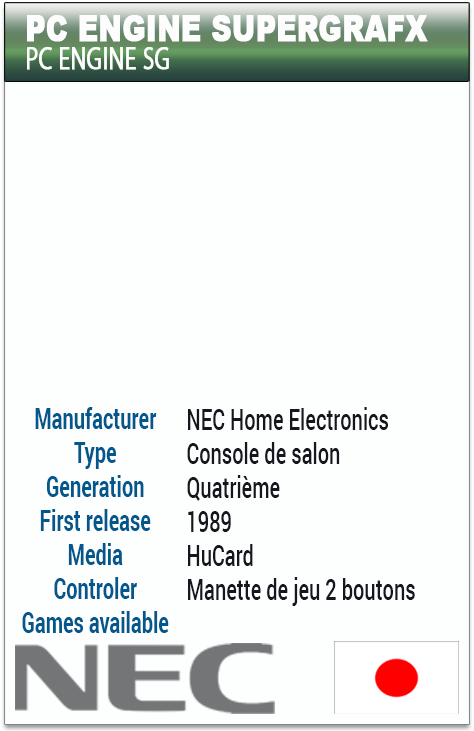 PC ENGINE SUPERGRAFX
PC ENGINE SG
Manufacturer NEC Home Electronics
Type Console de salon
Generation Quatrième
First release 1989
Media HuCard
Controler Manette de jeu 2 boutons
Games available
NEC